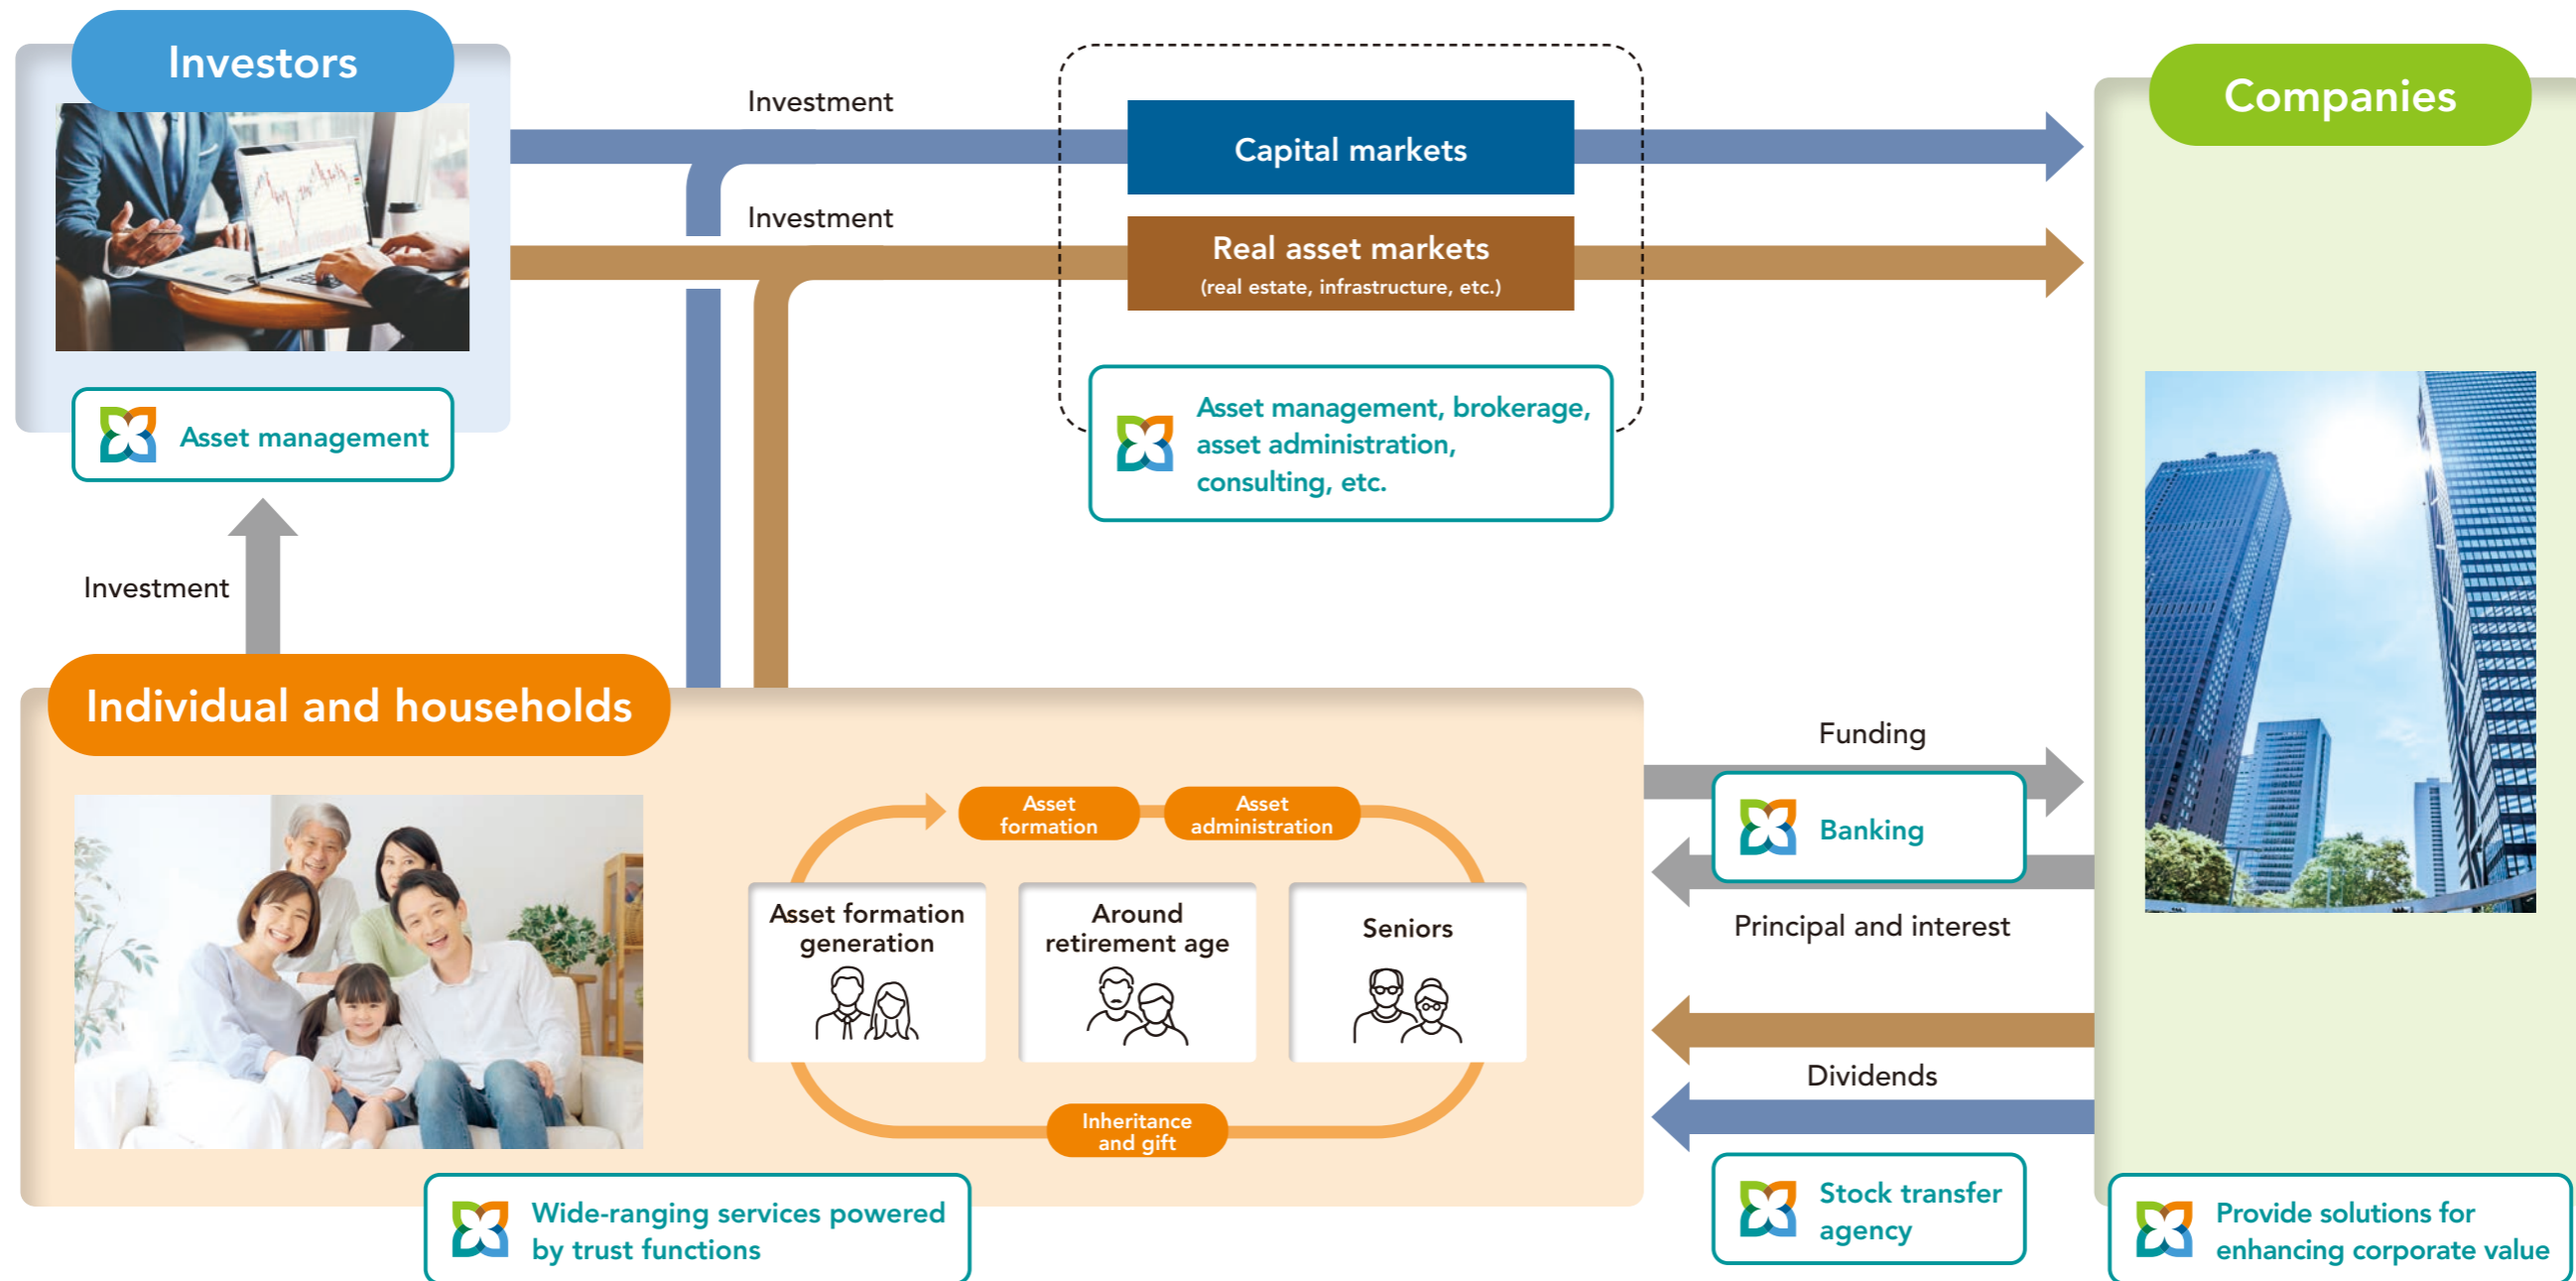 Investors
Companies
Investment
Capital markets
Investment
Real asset markets
(real estate, infrastructure, etc.)
Asset management
Asset management, brokerage,
asset administration,
consulting, etc.
Investment
Individual and households
Funding
Banking
Principal and interest
Asset
formation
Asset
administration
Asset formation
generation
Around
retirement age
Seniors
Inheritance
and gift
Dividends
Wide-ranging services powered
by trust functions
Stock transfer
agency
Provide solutions for
enhancing corporate value